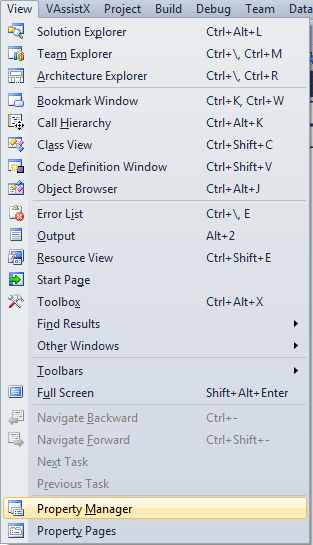 View VAssistX Project Build Debug Team Data
Solution Explorer Ctrl+Alt+L
Team Explorer Ctrl+\, Ctrl+M
Architecture Explorer Ctrl+\, Ctrl+R
Bookmark Window Ctrl+K, Ctrl+W
Call Hierarchy Ctrl+Alt+K
Class View Ctrl+Shift+C
Code Definition Window Ctrl+Shift+V
Object Browser Ctrl+Alt+J
Error List Ctrl+\, E
Output Alt+2
Resource View Ctrl+Shift+E
Start Page
Toolbox Ctrl+Alt+X
Find Results
Other Windows
Toolbars
Full Screen Shift+Alt+Enter
Navigate Backward Ctrl+-
Navigate Forward Ctrl+Shift+-
Next Task
Previous Task
Property Manager
Property Pages